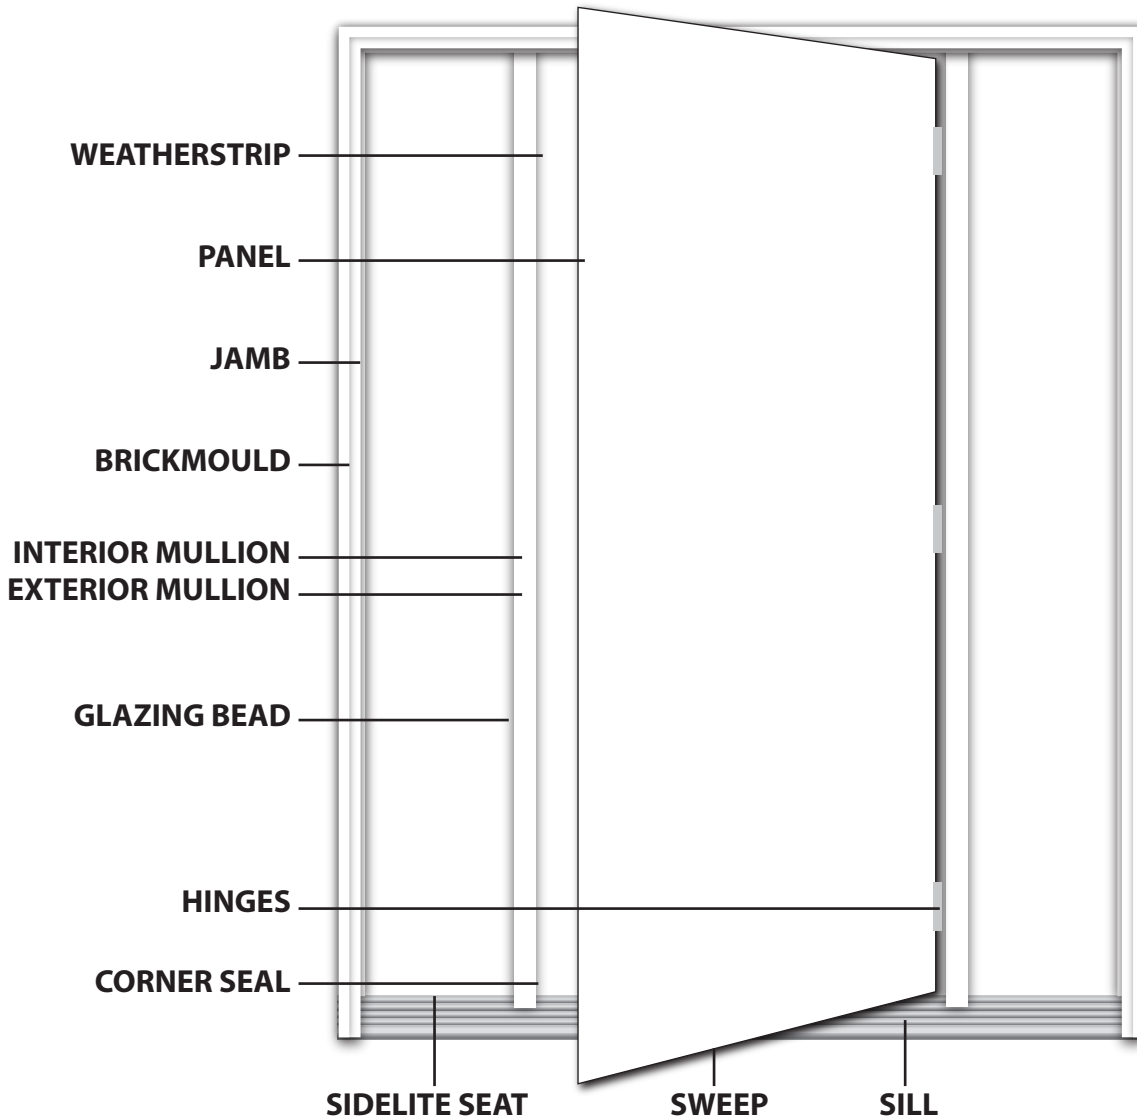 WEATHERSTRIP
PANEL
JAMB
BRICKMOULD
INTERIOR MULLION
EXTERIOR MULLION
GLAZING BEAD
HINGES
CORNER SEAL
SIDELITE SEAT SWEEP SILL